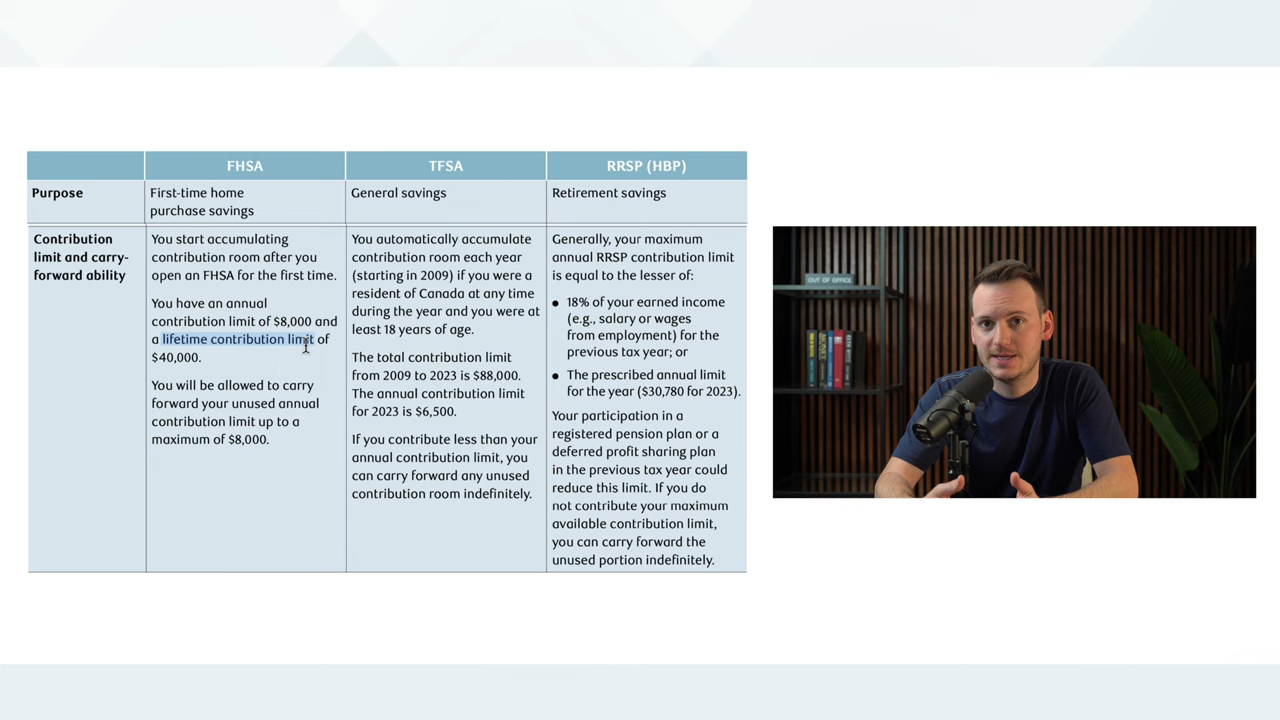 FHSA
TFSA
RRSP (HBP)
Purpose
First-time home
purchase savings
General savings
Retirement savings
Contribution
limit and carry-
forward ability
You start accumulating
contribution room after you
open an FHSA for the first time.
You have an annual
contribution limit of $8,000 and
a lifetime contribution limit of
$40,000.
You will be allowed to carry
forward your unused annual
contribution limit up to a
maximum of $8,000.
You automatically accumulate
contribution room each year
(starting in 2009) if you were a
resident of Canada at any time
during the year and you were at
least 18 years of age.
The total contribution limit
from 2009 to 2023 is $88,000.
The annual contribution limit
for 2023 is $6,500.
If you contribute less than your
annual contribution limit, you
can carry forward any unused
contribution room indefinitely.
Generally, your maximum
annual RRSP contribution limit
is equal to the lesser of:
● 18% of your earned income
(e.g., salary or wages
from employment) for the
previous tax year; or
● The prescribed annual limit
for the year ($30,780 for 2023).
Your participation in a
registered pension plan or a
deferred profit sharing plan
in the previous tax year could
reduce this limit. If you do
not contribute your maximum
available contribution limit,
you can carry forward the
unused portion indefinitely.
OUT OF OFFICE